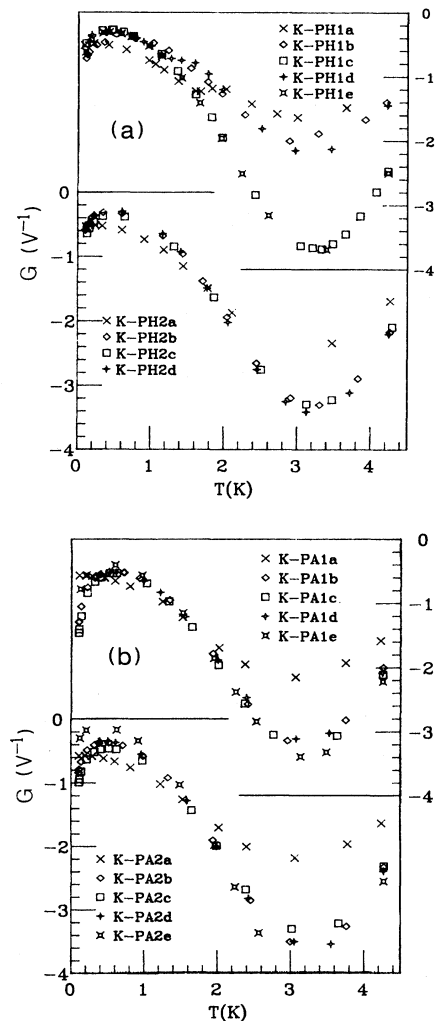 0
K-PH1a
K-PH1b
K-PH1c
K-PH1d
K-PH1e
-1
(a)
-2
0
-3
-1
G (V⁻¹)
-4
-2
K-PH2a
K-PH2b
K-PH2c
K-PH2d
-3
-4
0 1 2 3 4
T(K)
0
K-PA1a
K-PA1b
K-PA1c
K-PA1d
K-PA1e
-1
(b)
-2
0
-3
-1
G (V⁻¹)
-4
-2
K-PA2a
K-PA2b
K-PA2c
K-PA2d
K-PA2e
-3
-4
0 1 2 3 4
T(K)